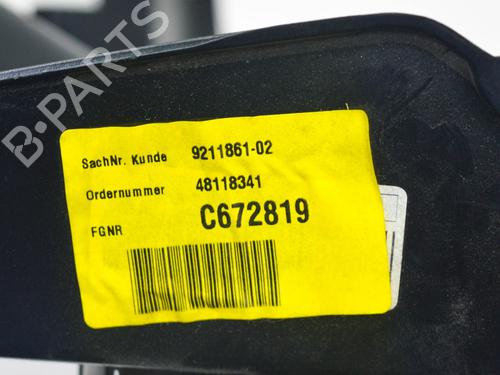 B-PARTS
SachNr. Kunde 9211861-02
Ordernummer 48118341
FGNR C672819